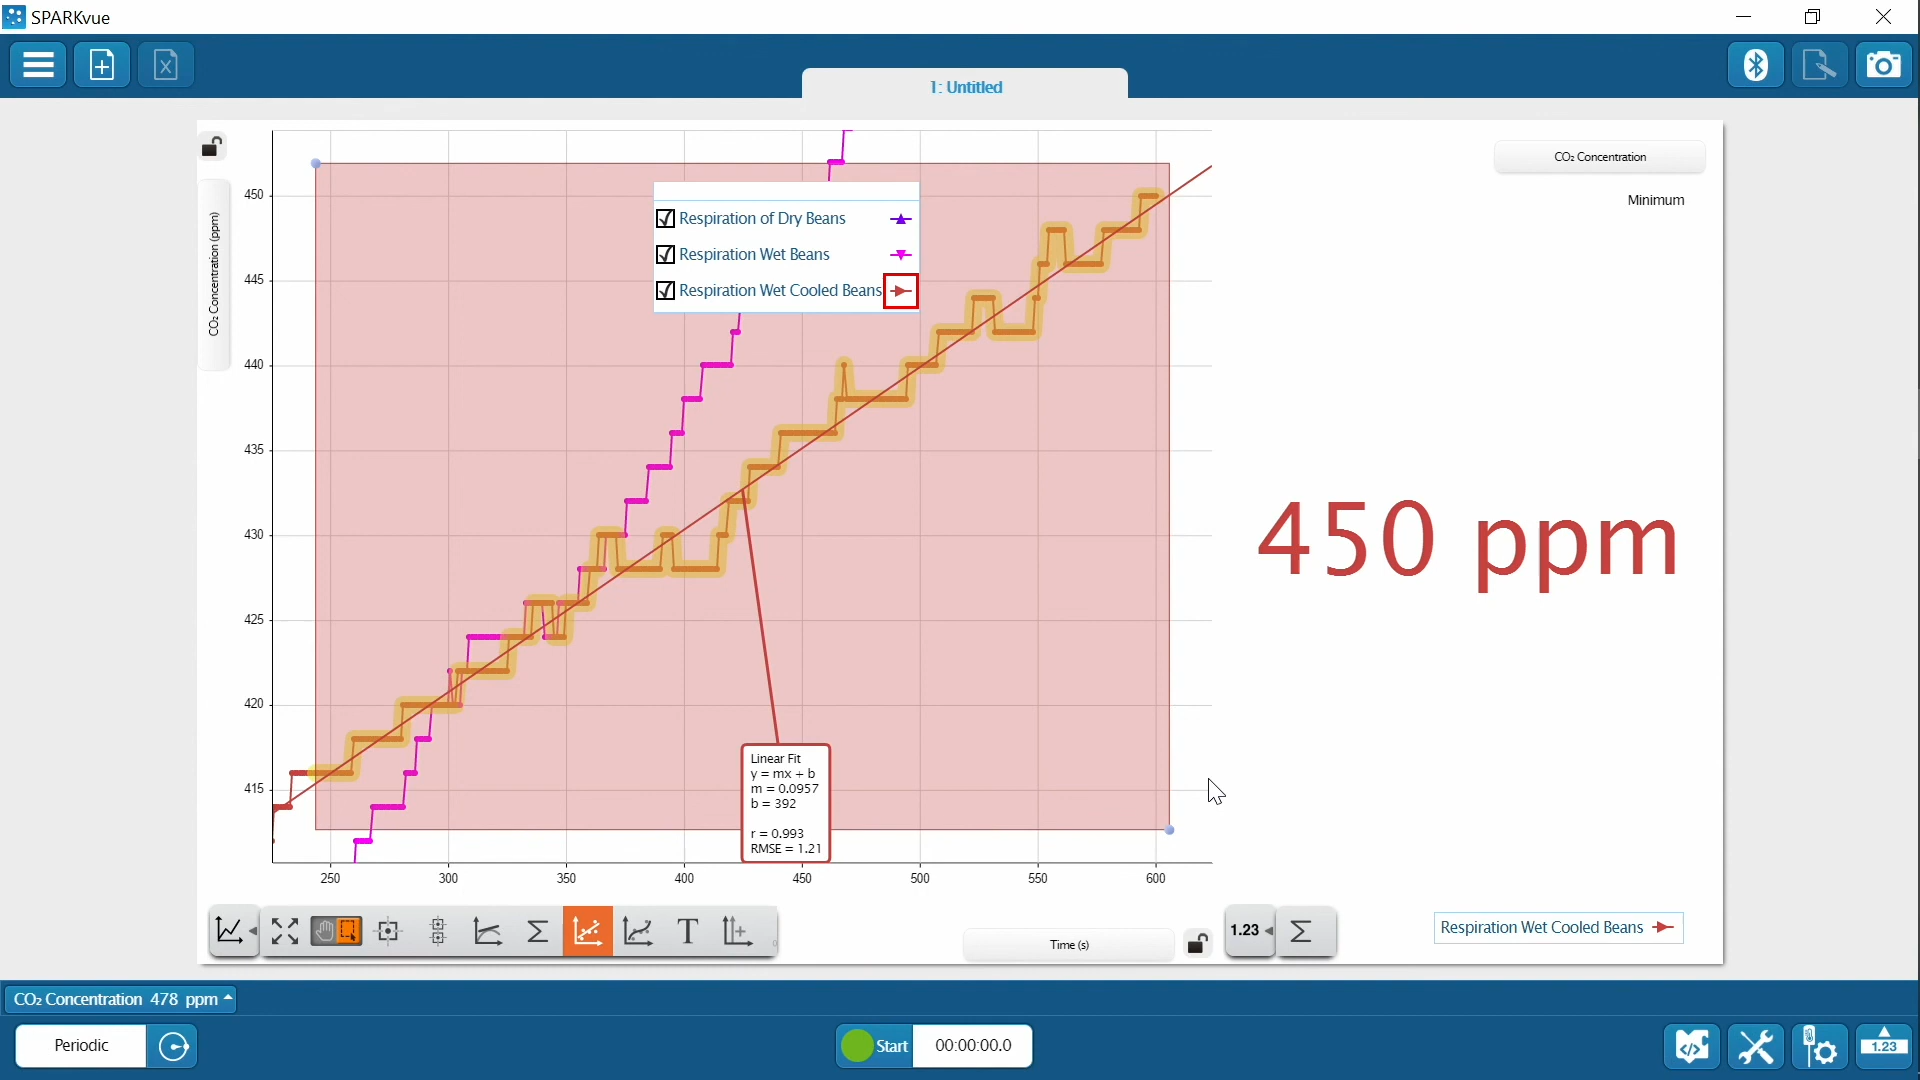 SPARKvue
1: Untitled
CO₂ Concentration
Minimum
CO₂ Concentration (ppm)
450
445
440
435
430
425
420
415
Respiration of Dry Beans
Respiration Wet Beans
Respiration Wet Cooled Beans
450 ppm
Linear Fit
y = mx + b
m = 0.0957
b = 392
r = 0.993
RMSE = 1.21
250 300 350 400 450 500 550 600
Σ T
Time (s)
1.23 Σ
Respiration Wet Cooled Beans
CO₂ Concentration 478 ppm
Periodic
Start 00:00:00.0
1.23